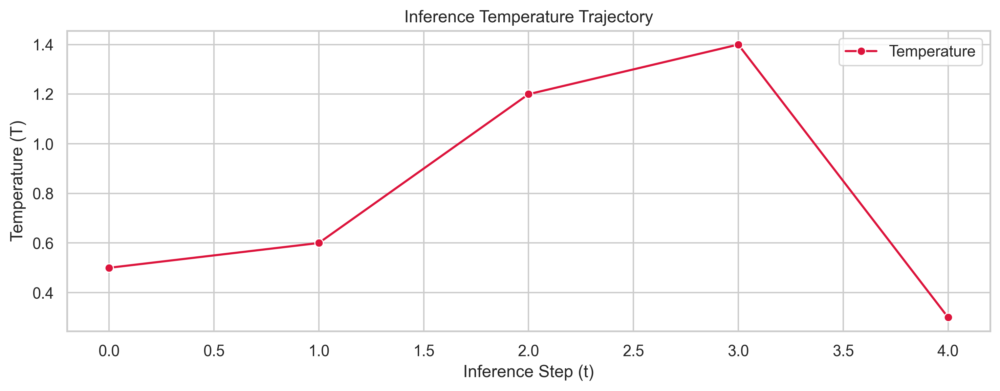 Inference Temperature Trajectory
Temperature
Temperature (T)
1.4
1.2
1.0
0.8
0.6
0.4
0.0 0.5 1.0 1.5 2.0 2.5 3.0 3.5 4.0
Inference Step (t)